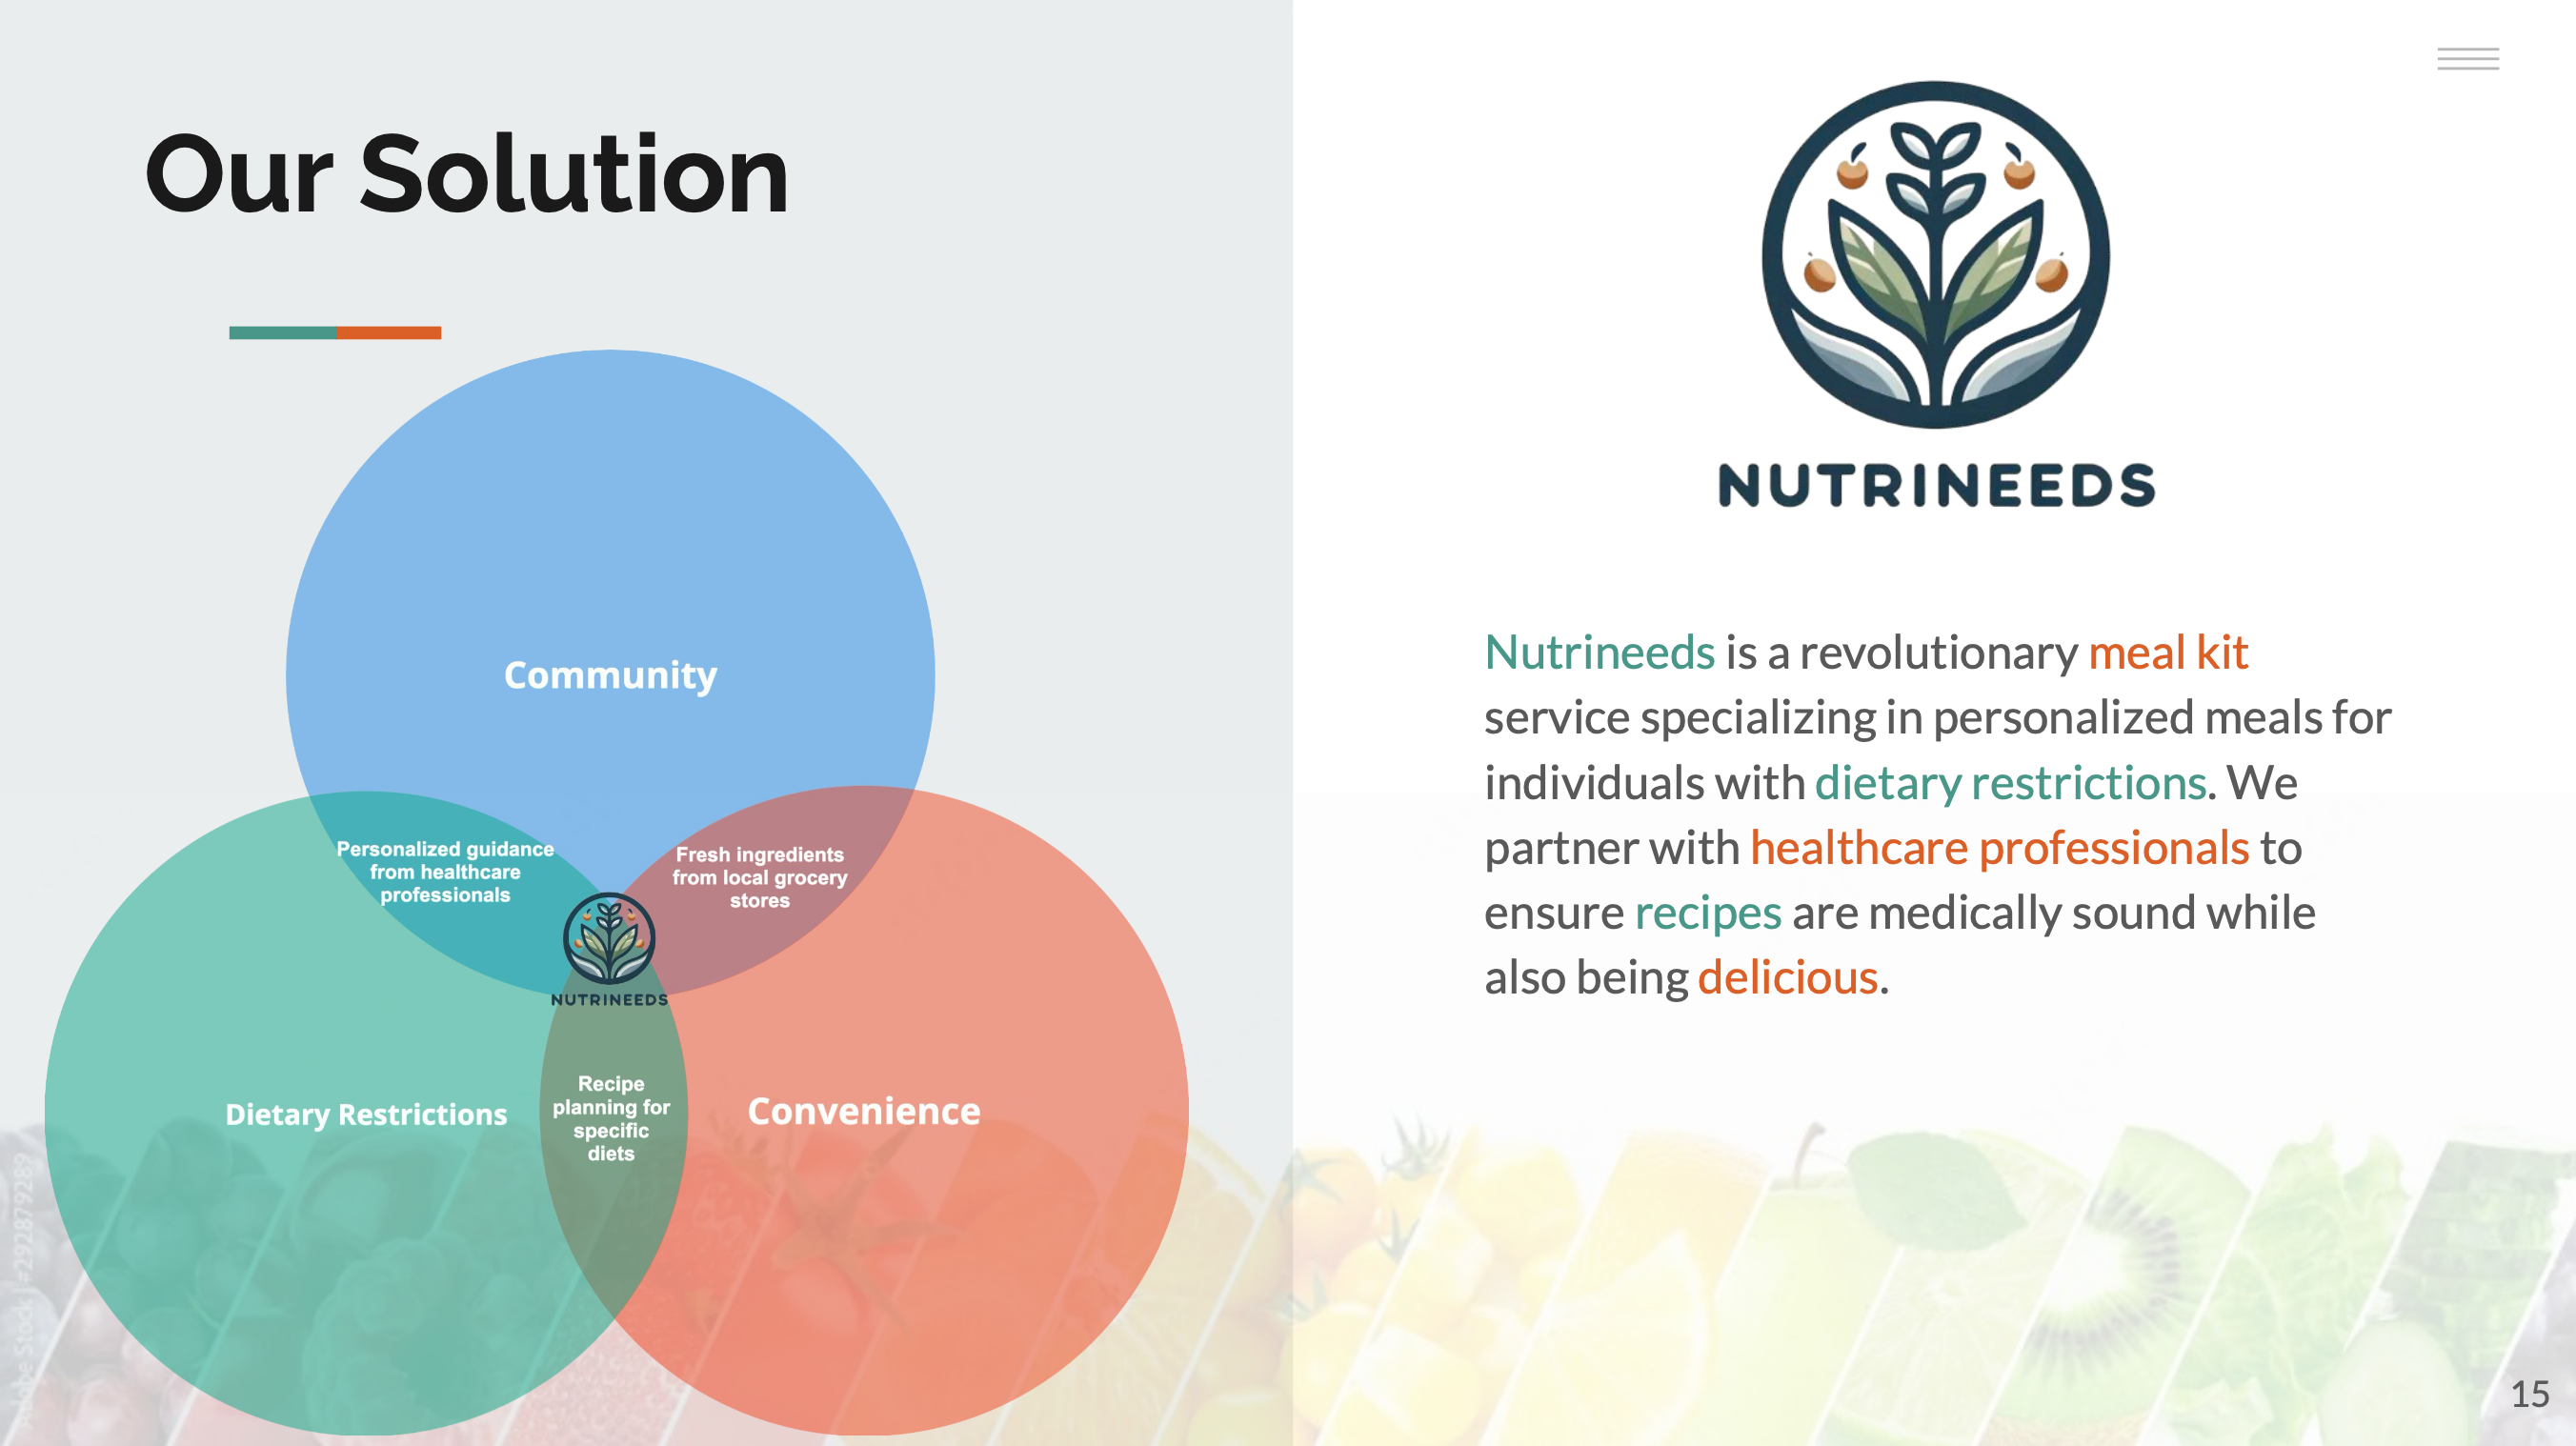 Our Solution
Community
Personalized guidance
from healthcare
professionals
Fresh ingredients
from local grocery
stores
NUTRINEEDS
Dietary Restrictions
Recipe
planning for
specific
diets
Convenience
NUTRINEEDS
Nutrineeds is a revolutionary meal kit
service specializing in personalized meals for
individuals with dietary restrictions. We
partner with healthcare professionals to
ensure recipes are medically sound while
also being delicious.
Adobe Stock | #292879289
15